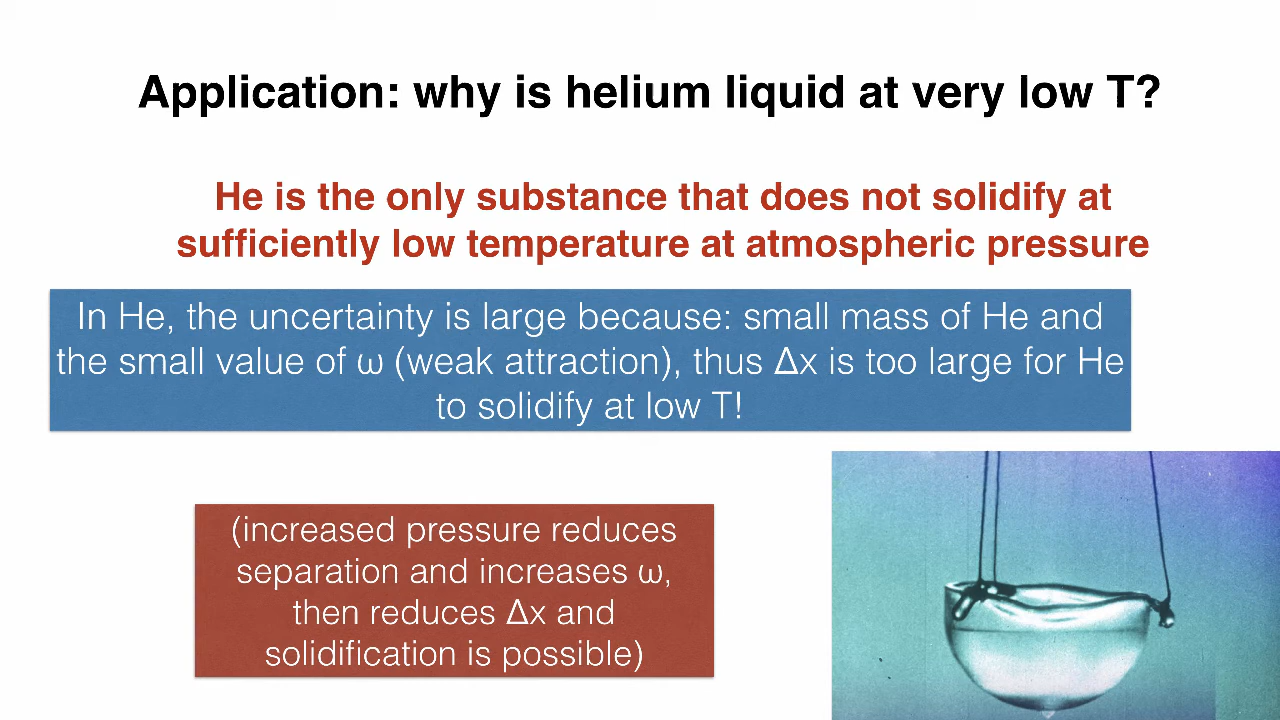 Application: why is helium liquid at very low T?
He is the only substance that does not solidify at
sufficiently low temperature at atmospheric pressure
In He, the uncertainty is large because: small mass of He and
the small value of ω (weak attraction), thus Δx is too large for He
to solidify at low T!
(increased pressure reduces
separation and increases ω,
then reduces Δx and
solidification is possible)